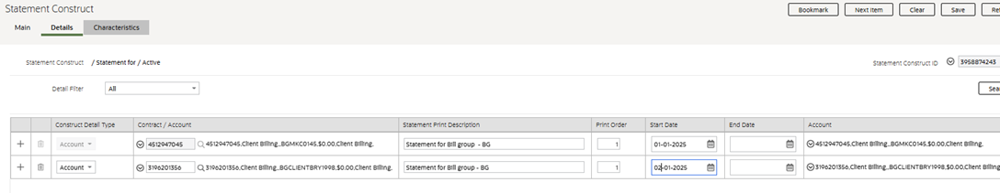 Statement Construct
Bookmark Next Item Clear Save
Main Details Characteristics
Statement Construct / Statement for / Active Statement Construct ID 3958874243
Detail Filter All
Construct Detail Type Contract / Account Statement Print Description Print Order Start Date End Date Account
Account 4512947045 4512947045,Client Billing,,BGMKC0145,$0.00,Client Billing, Statement for Bill group - BG 1 01-01-2025 4512947045,Client Billing,,BGMKC0145,$0.00,Client Billing,
Account 3196201356 3196201356,Client Billing,,BGCLIENTBRY1998,$0.00,Client Billing, Statement for Bill group - BG 1 02-01-2025 3196201356,Client Billing,,BGCLIENTBRY1998,$0.00,Client Billing,